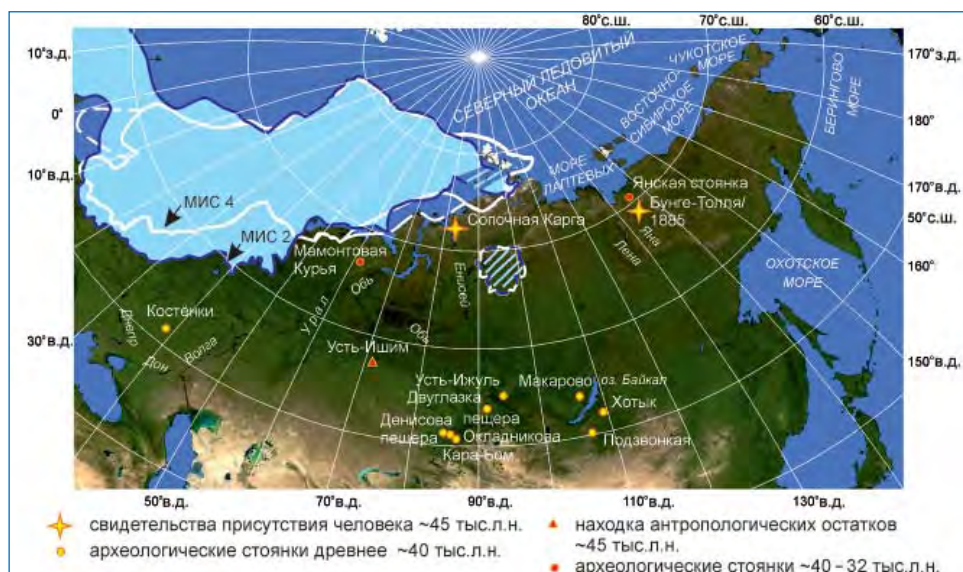 80°с.ш.
70°с.ш.
60°с.ш.
10°з.д.
170°з.д.
СЕВЕРНЫЙ ЛЕДОВИТЫЙ
ОКЕАН
ЧУКОТСКОЕ
МОРЕ
ВОСТОЧНО-
СИБИРСКОЕ
МОРЕ
БЕРИНГОВО
МОРЕ
0°
180°
МОРЕ
ЛАПТЕВЫХ
10°в.д.
170°в.д.
МИС 4
Янская стоянка
Бунге-Толля/
1885
50°с.ш.
МИС 2
Сопочная Карга
Яна
Лена
160°
Мамонтовая
Курья
ОХОТСКОЕ
МОРЕ
Обь
Енисей
Урал
Костёнки
Днепр
Дон
Волга
Обь
30°в.д.
150°в.д.
Усть-Ишим
Усть-Ижуль
Двуглазка
пещера
Макарово
оз. Байкал
Хотык
Денисова
пещера
Окладникова
Кара-Бом
Подзвонкая
50°в.д.
70°в.д.
90°в.д.
110°в.д.
130°в.д.
свидетельства присутствия человека ~45 тыс.л.н.
археологические стоянки древнее ~40 тыс.л.н.
находка антропологических остатков
~45 тыс.л.н.
археологические стоянки ~40 – 32 тыс.л.н.